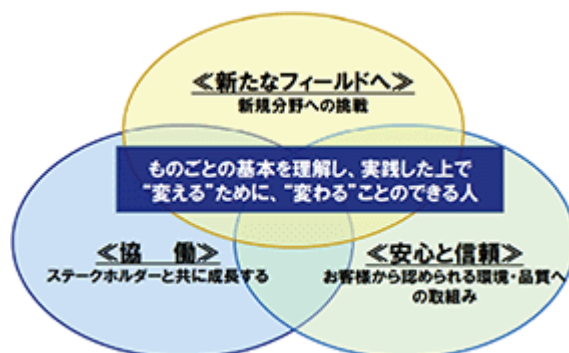 ≪新たなフィールドへ≫
新規分野への挑戦
ものごとの基本を理解し、実践した上で
“変える”ために、“変わる”ことのできる人
≪協　働≫
ステークホルダーと共に成長する
≪安心と信頼≫
お客様から認められる環境・品質へ
の取組み